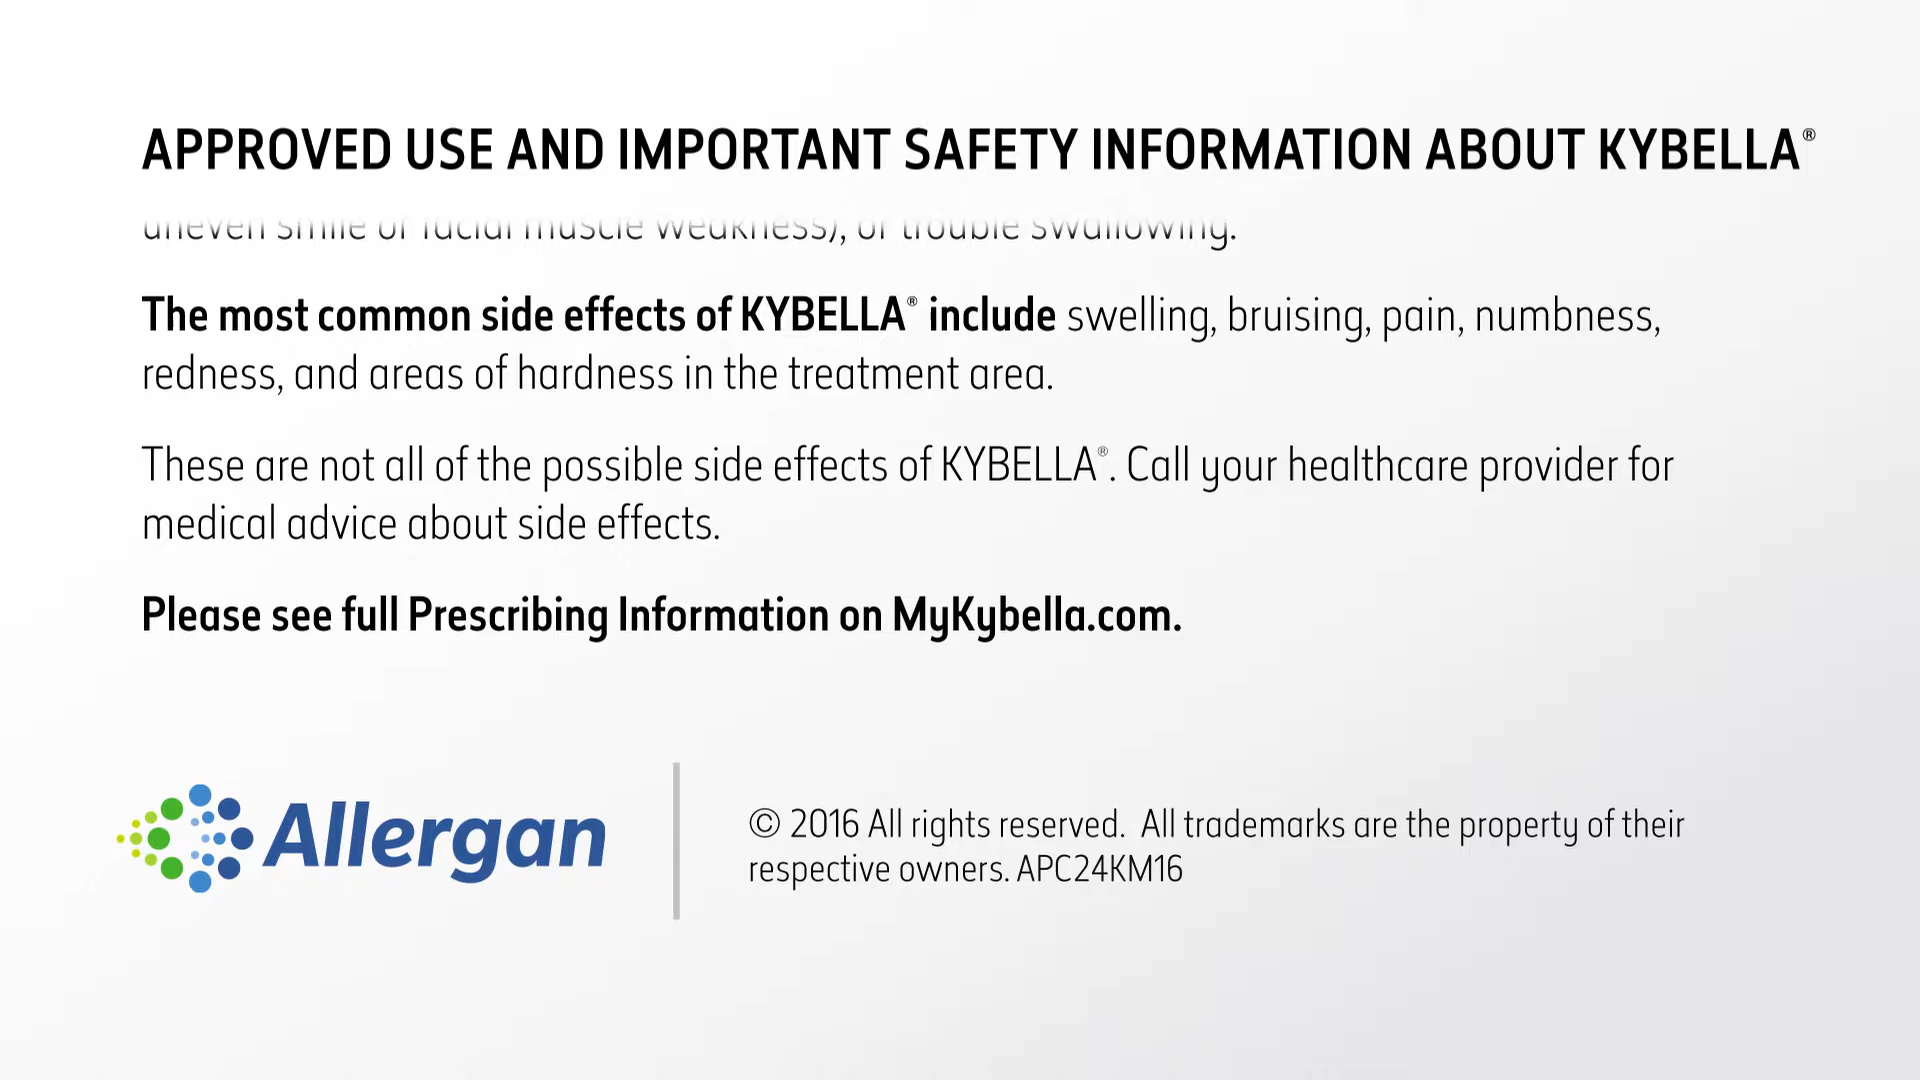 APPROVED USE AND IMPORTANT SAFETY INFORMATION ABOUT KYBELLA®
uneven smile or facial muscle weakness), or trouble swallowing.
The most common side effects of KYBELLA® include swelling, bruising, pain, numbness,
redness, and areas of hardness in the treatment area.
These are not all of the possible side effects of KYBELLA®. Call your healthcare provider for
medical advice about side effects.
Please see full Prescribing Information on MyKybella.com.
Allergan
© 2016 All rights reserved. All trademarks are the property of their
respective owners. APC24KM16